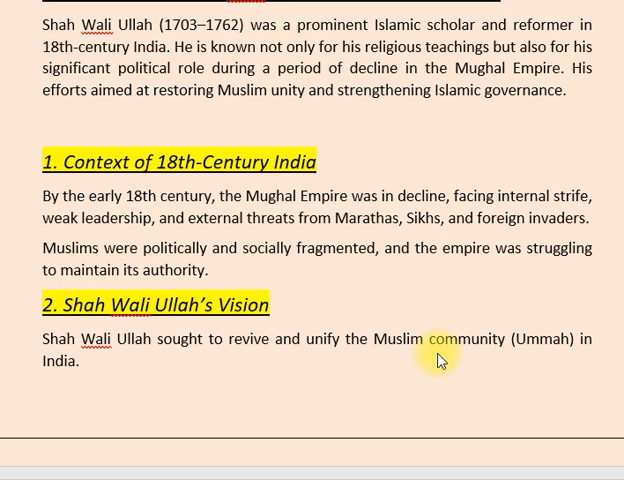 Shah Wali Ullah (1703–1762) was a prominent Islamic scholar and reformer in
18th-century India. He is known not only for his religious teachings but also for his
significant political role during a period of decline in the Mughal Empire. His
efforts aimed at restoring Muslim unity and strengthening Islamic governance.
1. Context of 18th-Century India
By the early 18th century, the Mughal Empire was in decline, facing internal strife,
weak leadership, and external threats from Marathas, Sikhs, and foreign invaders.
Muslims were politically and socially fragmented, and the empire was struggling
to maintain its authority.
2. Shah Wali Ullah’s Vision
Shah Wali Ullah sought to revive and unify the Muslim community (Ummah) in
India.